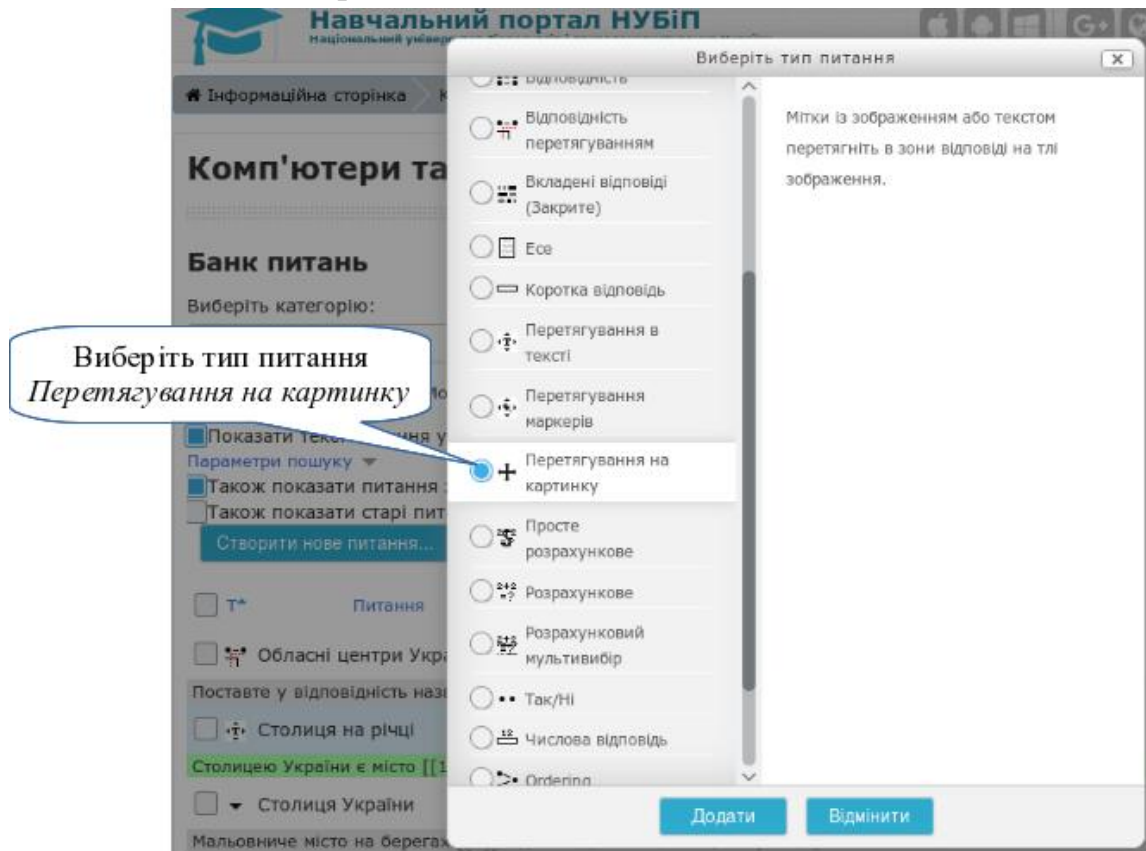 Навчальний портал НУБіП
Національний універ
G+
Виберіть тип питання
x
Інформаційна сторінка
К
Відповідність
Відповідність
перетягуванням
Мітки із зображенням або текстом
перетягніть в зони відповіді на тлі
зображення.
Комп'ютери та
Вкладені відповіді
(Закрите)
Есе
Банк питань
Коротка відповідь
Виберіть категорію:
Перетягування в
тексті
Виберіть тип питання
Перетягування на картинку
Перетягування
маркерів
Показати текст питання у
Параметри пошуку
Перетягування на
картинку
Також показати питання з
Також показати старі пит
Створити нове питання...
Просте
розрахункове
Розрахункове
T
Питання
Розрахунковий
мультивибір
Обласні центри Укра
Поставте у відповідність назв
Так/Ні
Столиця на річці
Числова відповідь
Столицею України є місто [[1
Ordering
Столиця України
Додати
Відмінити
Мальовниче місто на берегах